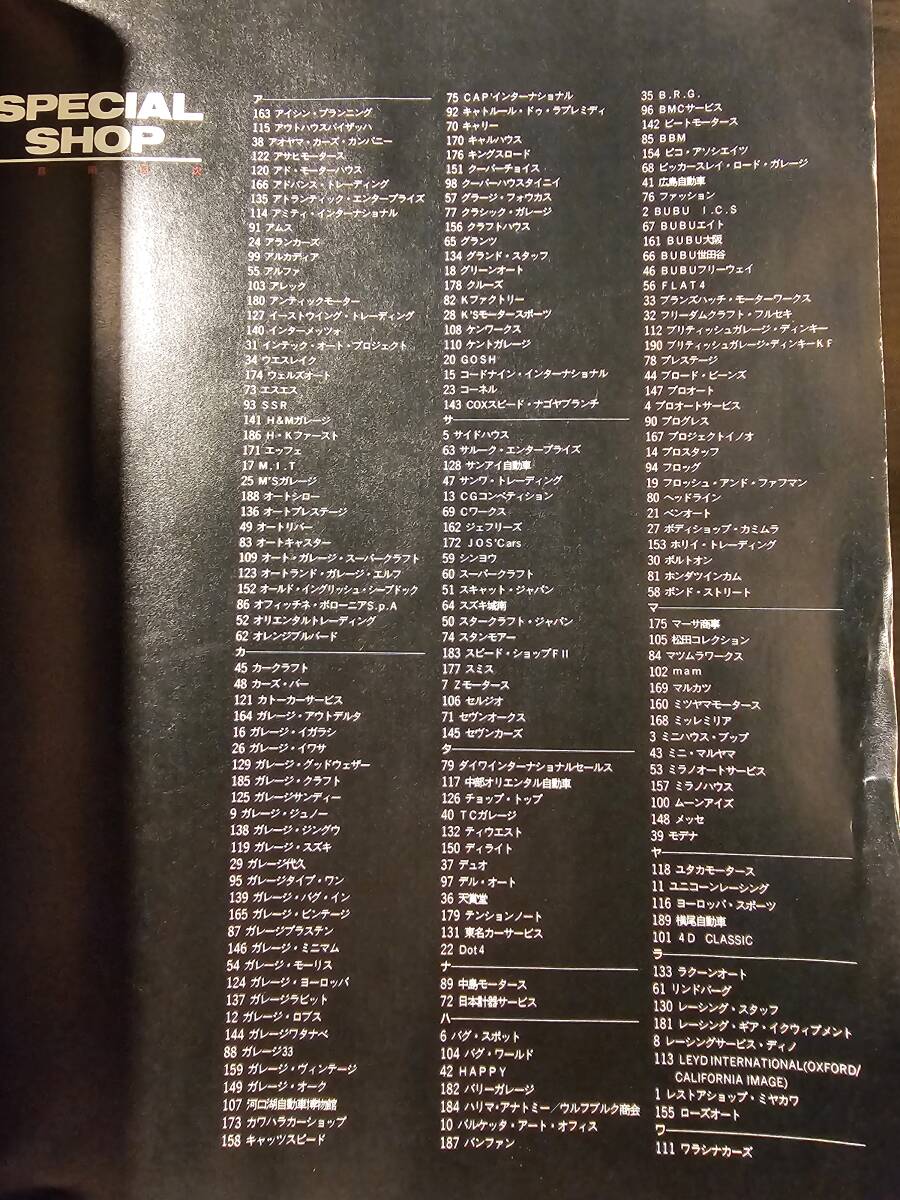 SPECIAL
SHOP
ア
163 アイシン・プランニング
115 アウトハウスバイザッハ
38 アオヤマ・カーズ・カンパニー
122 アサヒモータース
120 アド・モーターハウス
166 アドバンス・トレーディング
135 アトランティック・エンタープライズ
114 アミティ・インターナショナル
91 アムス
24 アランカーズ
99 アルカディア
55 アルファ
103 アレック
180 アンティックモーター
127 イーストウイング・トレーディング
140 インターメッツォ
31 インテック・オート・プロジェクト
34 ウエスレイク
174 ウェルズオート
73 エスエス
93 SSR
141 H&Mガレージ
186 H・Kファースト
171 エッフェ
17 M.I.T
25 M'Sガレージ
188 オートシロー
136 オートプレステージ
49 オートリバー
83 オートキャスター
109 オート・ガレージ・スーパークラフト
123 オートランド・ガレージ・エルフ
152 オールド・イングリッシュ・シープドック
86 オフィッチネ・ボローニアS.p.A
52 オリエンタルトレーディング
62 オレンジブルバード
カ
45 カークラフト
48 カーズ・バー
121 カトーカーサービス
164 ガレージ・アウトデルタ
16 ガレージ・イガラシ
26 ガレージ・イワサ
129 ガレージ・グッドウェザー
185 ガレージ・クラフト
125 ガレージサンディー
9 ガレージ・ジュノー
138 ガレージ・ジングウ
119 ガレージ・スズキ
29 ガレージ代久
95 ガレージタイプ・ワン
139 ガレージ・バグ・イン
165 ガレージ・ビンテージ
87 ガレージプラステン
146 ガレージ・ミニマム
54 ガレージ・モーリス
124 ガレージ・ヨーロッパ
137 ガレージラビット
12 ガレージ・ロブス
144 ガレージワタナベ
88 ガレージ33
159 ガレージ・ヴィンテージ
149 ガレージ・オーク
107 河口湖自動車博物館
173 カワハラカーショップ
158 キャッツスピード
75 CAP'インターナショナル
92 キャトルール・ドゥ・ラプレミディ
70 キャリー
170 キャルハウス
176 キングスロード
151 クーパーチョイス
98 クーパーハウスタイニイ
57 グラージ・フォウカス
77 クラシック・ガレージ
156 クラフトハウス
65 グランツ
134 グランド・スタッフ
18 グリーンオート
178 クルーズ
82 Kファクトリー
28 K'Sモータースポーツ
108 ケンワークス
110 ケントガレージ
20 GOSH
15 コードナイン・インターナショナル
23 コーネル
143 COXスピード・ナゴヤブランチ
サ
5 サイドハウス
63 サルーク・エンタープライズ
128 サンアイ自動車
47 サンワ・トレーディング
13 CGコンペティション
69 Cワークス
162 ジェフリーズ
172 JOS'Cars
59 シンヨウ
60 スーパークラフト
51 スキャット・ジャパン
64 スズキ城南
50 スタークラフト・ジャパン
74 スタンモアー
183 スピード・ショップFII
177 スミス
7 Zモータース
106 セルジオ
71 セヴンオークス
145 セヴンカーズ
タ
79 ダイワインターナショナルセールス
117 中部オリエンタル自動車
126 チョップ・トップ
40 TCガレージ
132 ティウエスト
150 ディライト
37 デュオ
97 デル・オート
36 天賞堂
179 テンションノート
131 東名カーサービス
22 Dot4
ナ
89 中島モータース
72 日本計器サービス
ハ
6 バグ・スポット
104 バグ・ワールド
42 HAPPY
182 バリーガレージ
184 ハリマ・アナトミー/ウルフブルク商会
10 バルケッタ・アート・オフィス
187 バンファン
35 B.R.G.
96 BMCサービス
142 ビートモータース
85 BBM
154 ピコ・アソシエイツ
68 ビッカースレイ・ロード・ガレージ
41 広島自動車
76 ファッション
2 BUBU I.C.S
67 BUBUエイト
161 BUBU大阪
66 BUBU世田谷
46 BUBUフリーウェイ
56 FLAT4
33 ブランズハッチ・モーターワークス
32 フリーダムクラフト・フルセキ
112 ブリティッシュガレージ・ディンキー
190 ブリティッシュガレージ・ディンキーKF
78 プレステージ
44 ブロード・ビーンズ
147 プロオート
4 プロオートサービス
90 プログレス
167 プロジェクトイノオ
14 プロスタッフ
94 フロッグ
19 フロッシュ・アンド・ファフマン
80 ヘッドライン
21 ベンオート
27 ボディショップ・カミムラ
153 ホリイ・トレーディング
30 ボルトオン
81 ホンダツインカム
58 ボンド・ストリート
マ
175 マーサ商事
105 松田コレクション
84 マツムラワークス
102 mam
169 マルカツ
160 ミツヤマモータース
168 ミッレミリア
3 ミニハウス・プップ
43 ミニ・マルヤマ
53 ミラノオートサービス
157 ミラノハウス
100 ムーンアイズ
148 メッセ
39 モデナ
ヤ
118 ユタカモータース
11 ユニコーンレーシング
116 ヨーロッパ・スポーツ
189 横尾自動車
101 4D CLASSIC
ラ
133 ラクーンオート
61 リンドバーグ
130 レーシング・スタッフ
181 レーシング・ギア・イクウィプメント
8 レーシングサービス・ディノ
113 LEYD INTERNATIONAL(OXFORD/
CALIFORNIA IMAGE)
1 レストアショップ・ミヤカワ
155 ローズオート
ワ
111 ワラシナカーズ